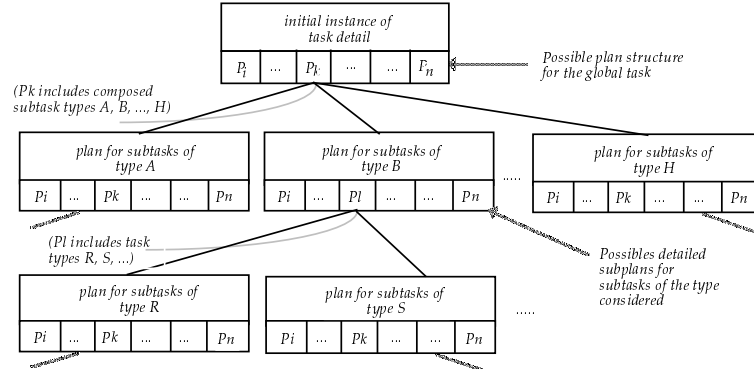 initial instance of
task detail
Pi ... Pk ... ... Pn
Possible plan structure
for the global task
(Pk includes composed
subtask types A, B, ..., H)
plan for subtasks of
type A
Pi ... Pk ... ... Pn
plan for subtasks of
type B
Pi ... Pl ... ... Pn
.....
plan for subtasks of
type H
Pi ... Pk ... ... Pn
(Pl includes task
types R, S, ...)
Possibles detailed
subplans for
subtasks of the type
considered
plan for subtasks of
type R
Pi ... Pk ... ... Pn
plan for subtasks of
type S
Pi ... Pk ... ... Pn
.....